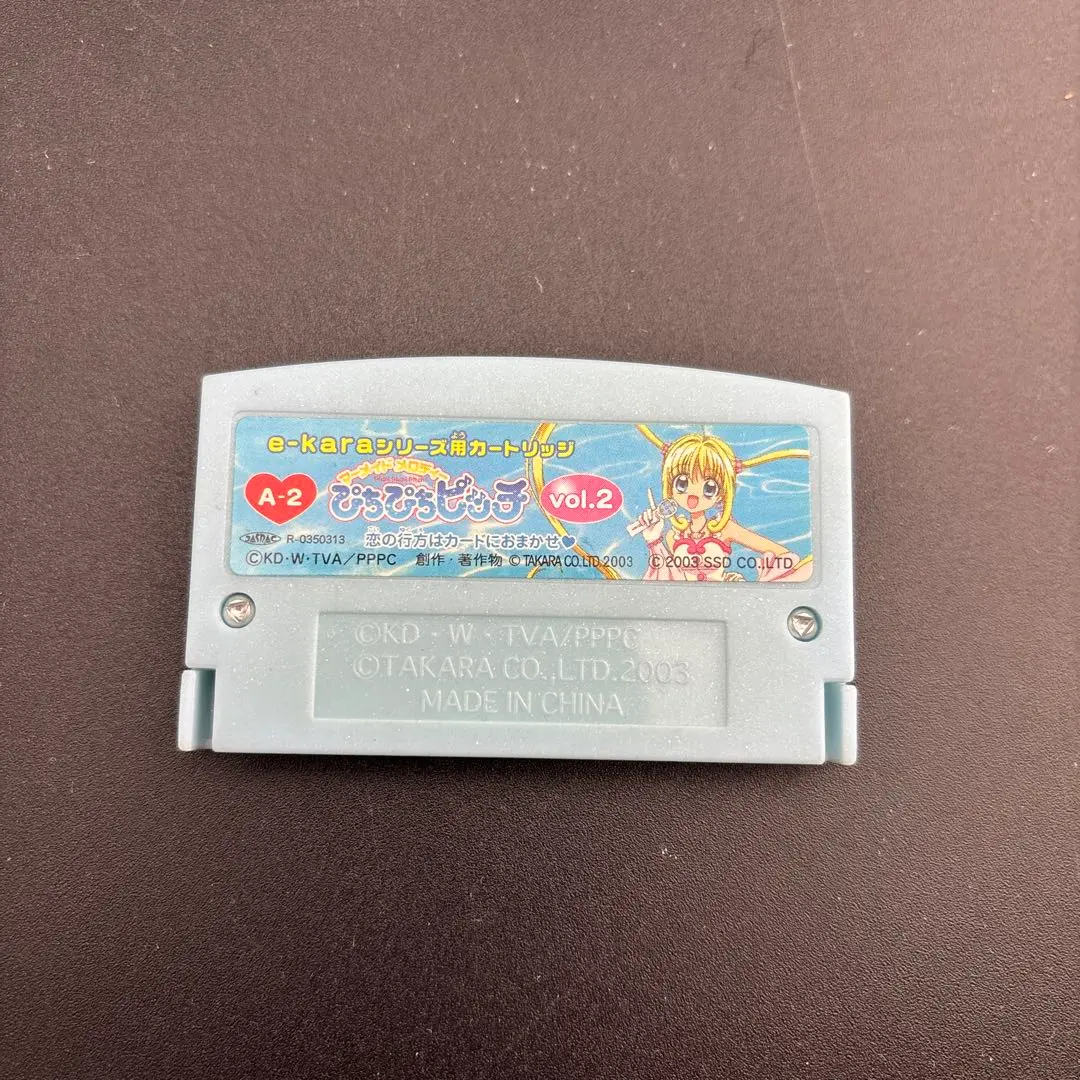 e-karaシリーズ用カートリッジ
よう
マーメイド メロディー
A-2
ぴちぴちピッチ
vol.2
JASRAC R-0350313
恋の行方はカードにおまかせ♥
©KD・W・TVA/PPPC 創作・著作物 ©TAKARA CO.,LTD.2003 ©2003 SSD CO.,LTD
©KD・W・TVA/PPPC
©TAKARA CO.,LTD.2003
MADE IN CHINA